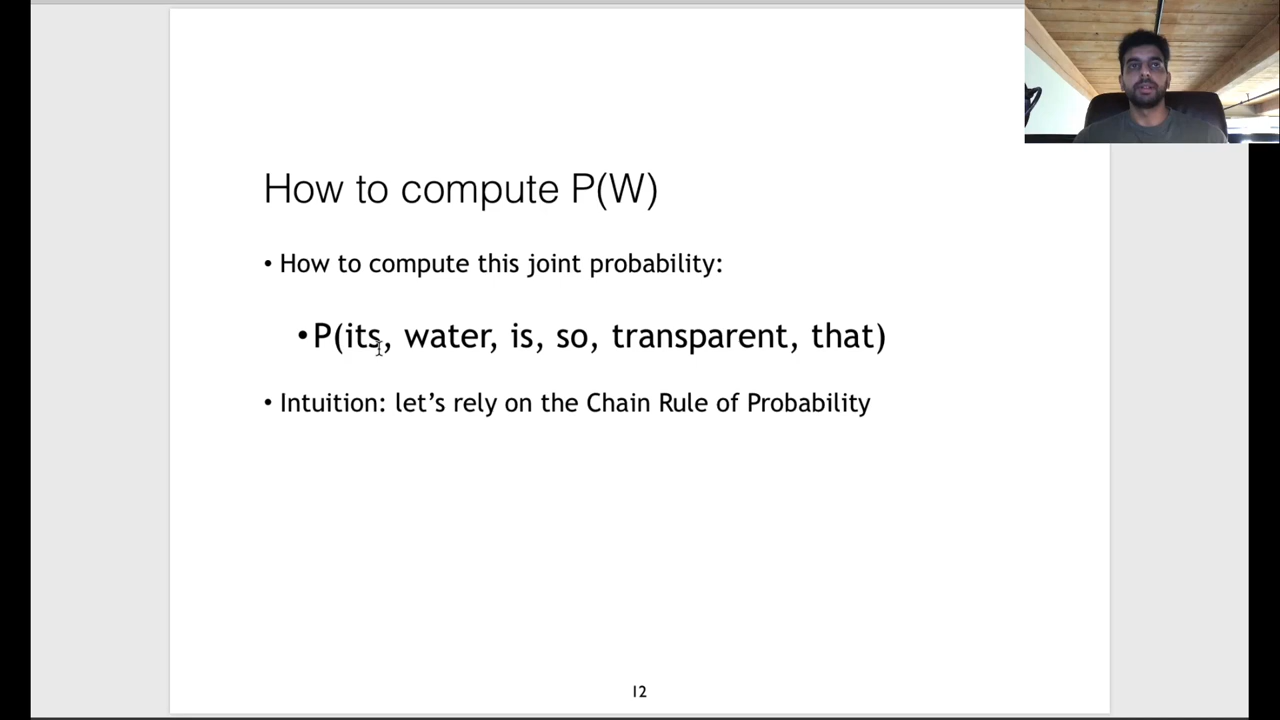 How to compute P(W)
• How to compute this joint probability:
•P(its, water, is, so, transparent, that)
• Intuition: let’s rely on the Chain Rule of Probability
12